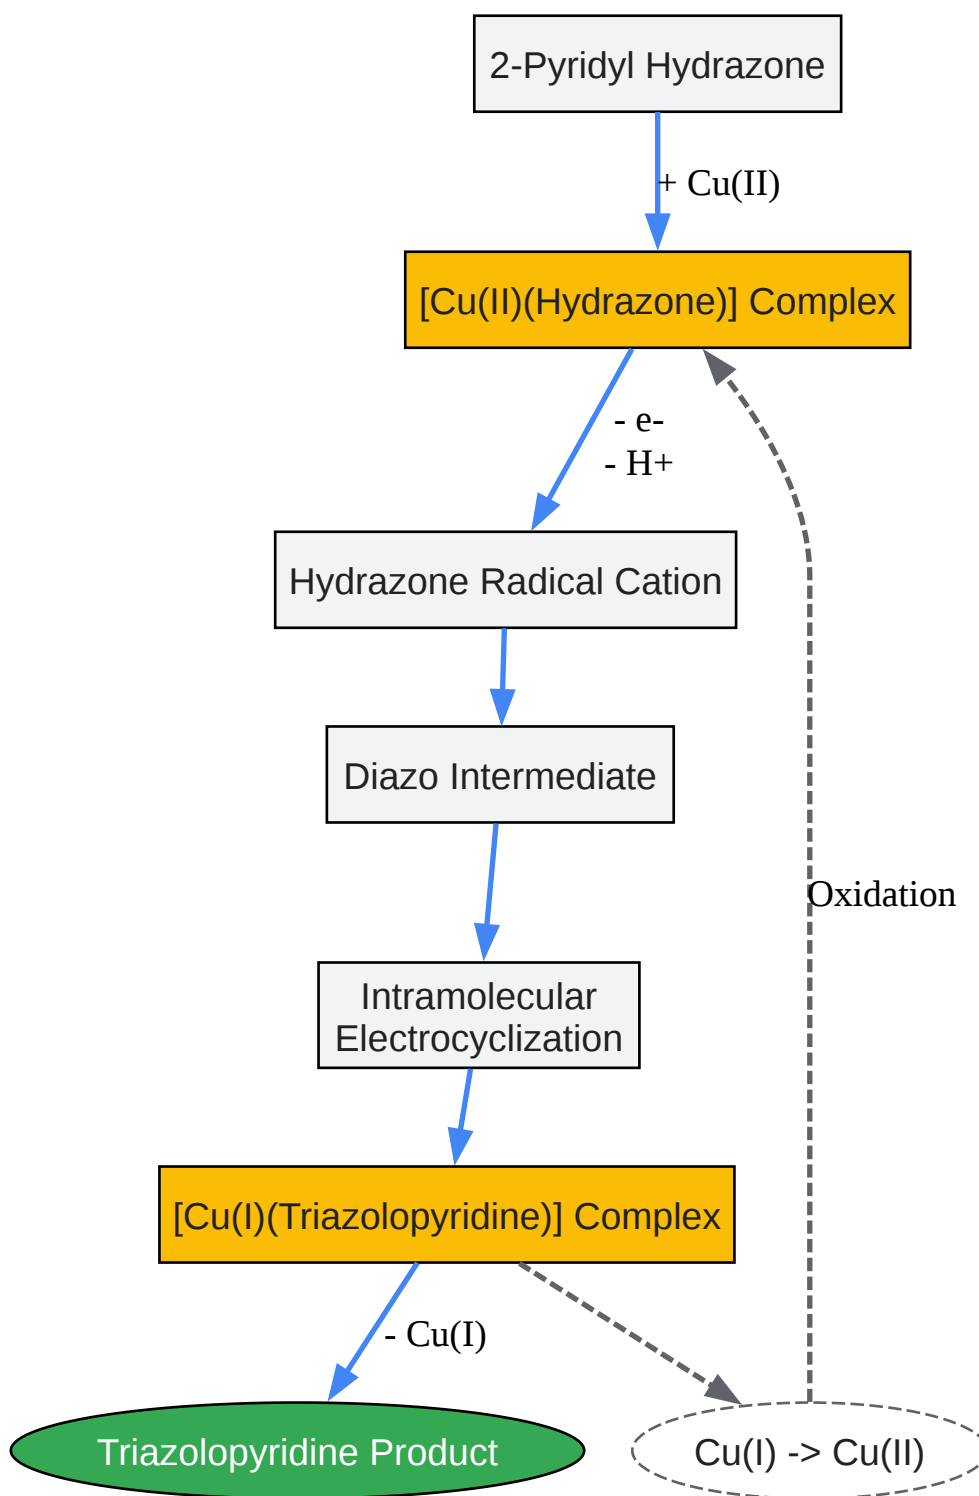 2-Pyridyl Hydrazone
+ Cu(II)
[Cu(II)(Hydrazone)] Complex
- e-
- H+
Hydrazone Radical Cation
Diazo Intermediate
Oxidation
Intramolecular
Electrocyclization
[Cu(I)(Triazolopyridine)] Complex
- Cu(I)
Triazolopyridine Product
Cu(I) -> Cu(II)